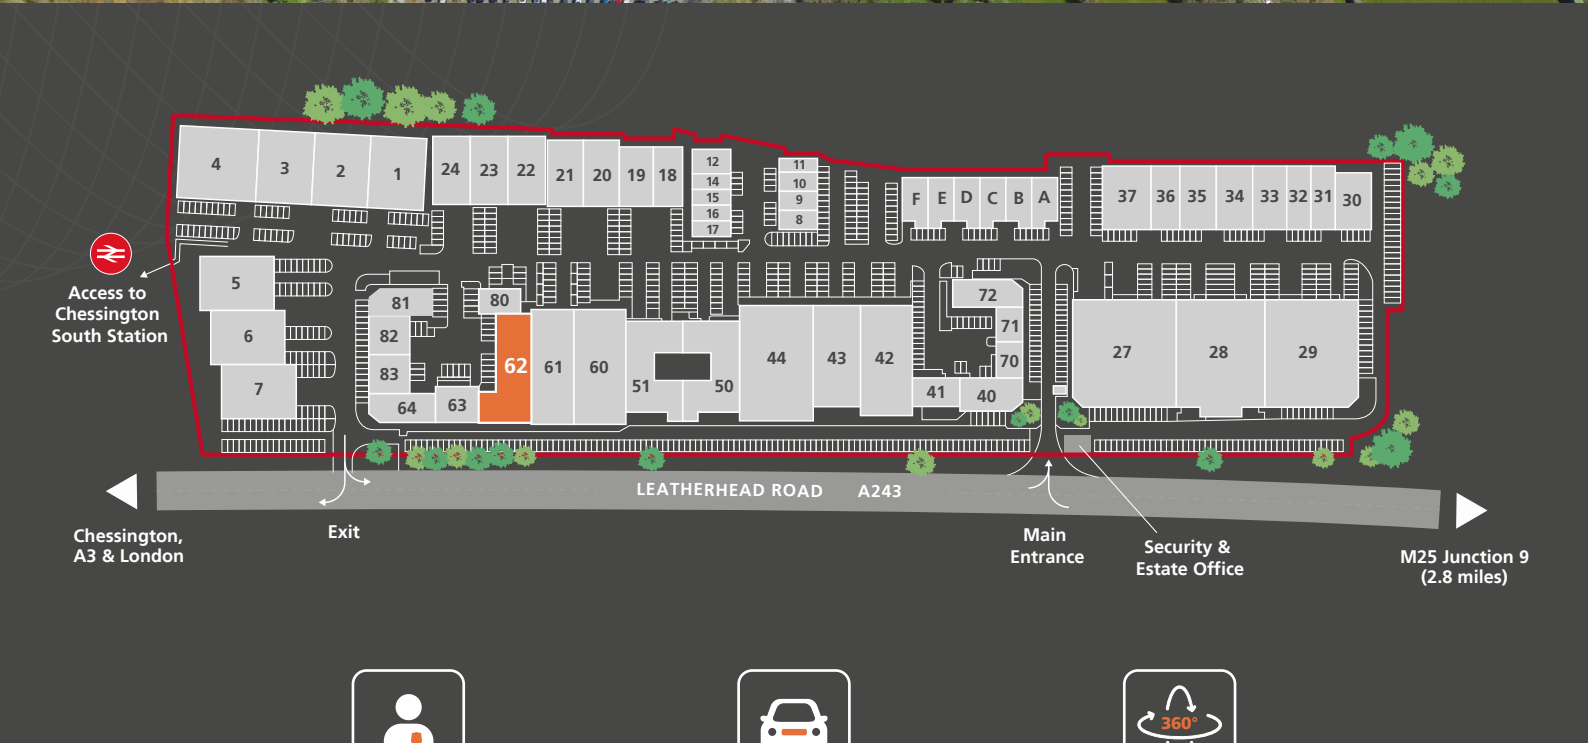 4
3
2
1
24
23
22
21
20
19
18
12
14
15
16
17
11
10
9
8
F
E
D
C
B
A
37
36
35
34
33
32
31
30
Access to
Chessington
South Station
5
6
7
81
82
83
64
63
80
62
61
60
51
50
44
43
42
41
40
72
71
70
27
28
29
LEATHERHEAD ROAD A243
Chessington,
A3 & London
Exit
Main
Entrance
Security &
Estate Office
M25 Junction 9
(2.8 miles)
360°